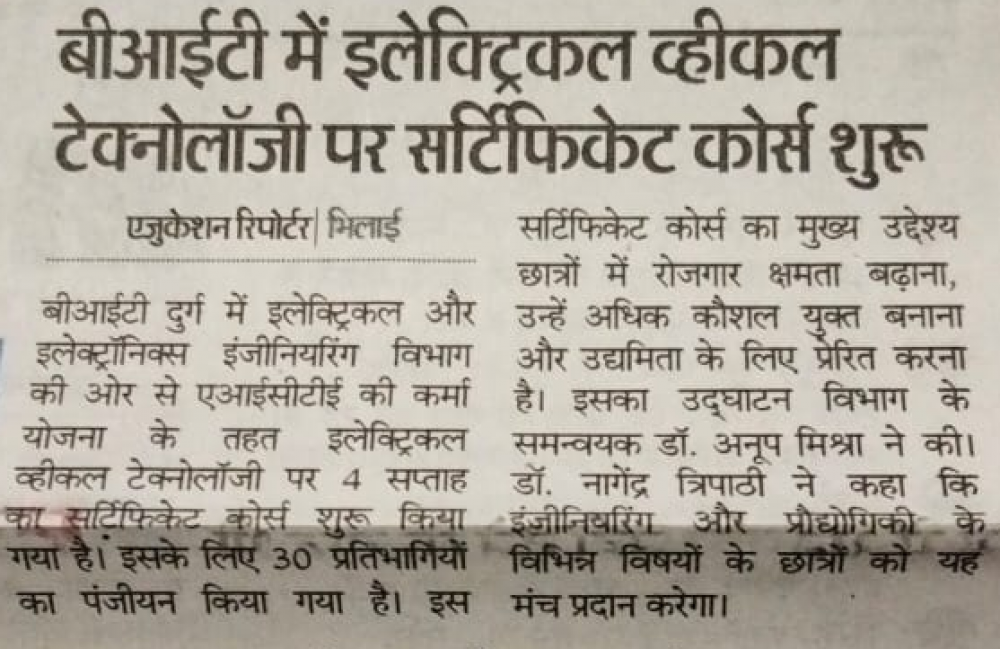 बीआईटी में इलेक्ट्रिकल व्हीकल
टेक्नोलॉजी पर सर्टिफिकेट कोर्स शुरू
एजुकेशन रिपोर्टर| भिलाई
बीआईटी दुर्ग में इलेक्ट्रिकल और
इलेक्ट्रॉनिक्स इंजीनियरिंग विभाग
की ओर से एआईसीटीई की कर्मा
योजना के तहत इलेक्ट्रिकल
व्हीकल टेक्नोलॉजी पर 4 सप्ताह
का सर्टिफिकेट कोर्स शुरू किया
गया है। इसके लिए 30 प्रतिभागियों
का पंजीयन किया गया है। इस
सर्टिफिकेट कोर्स का मुख्य उद्देश्य
छात्रों में रोजगार क्षमता बढ़ाना,
उन्हें अधिक कौशल युक्त बनाना
और उद्यमिता के लिए प्रेरित करना
है। इसका उद्घाटन विभाग के
समन्वयक डॉ. अनूप मिश्रा ने की।
डॉ. नागेंद्र त्रिपाठी ने कहा कि
इंजीनियरिंग और प्रौद्योगिकी के
विभिन्न विषयों के छात्रों को यह
मंच प्रदान करेगा।